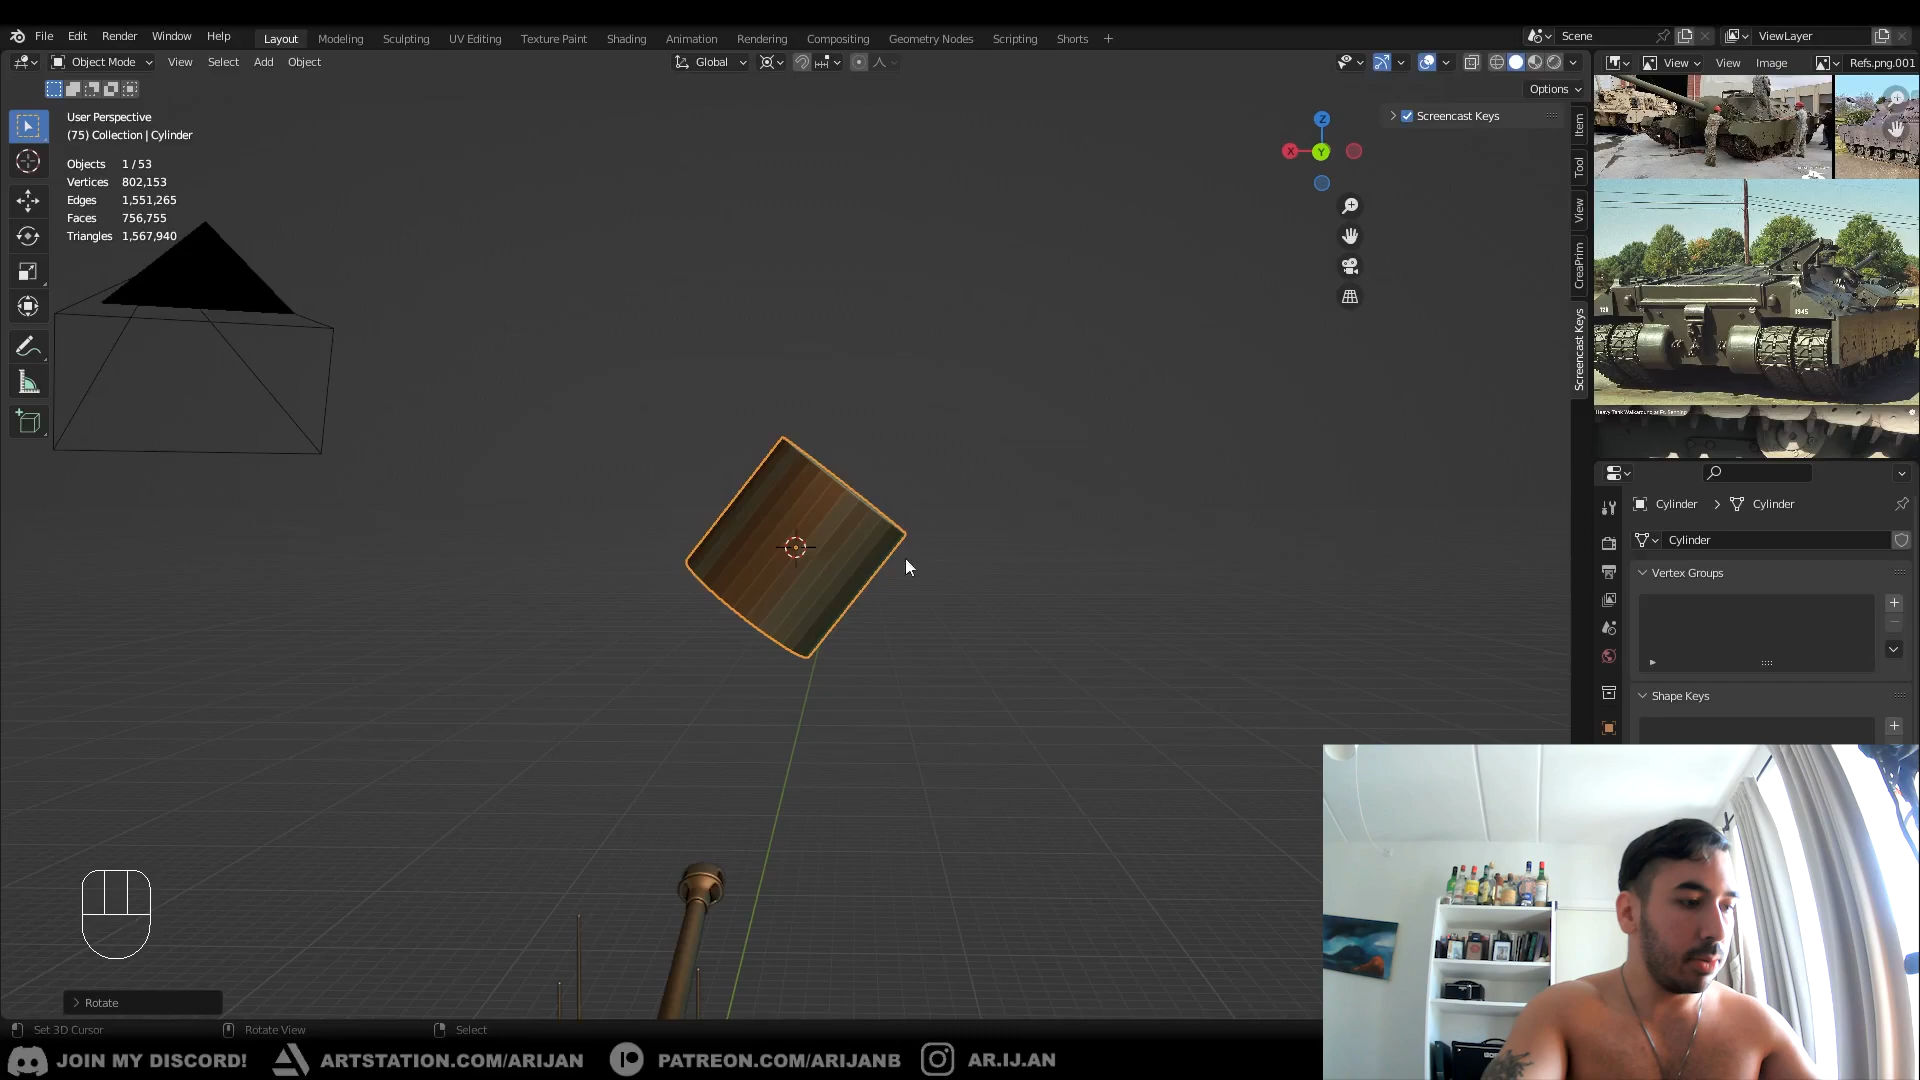 File Edit Render Window Help
Layout Modeling Sculpting UV Editing Texture Paint Shading Animation Rendering Compositing Geometry Nodes Scripting Shorts +
Scene
ViewLayer
Object Mode View Select Add Object
Global
View View Image Refs.png.001
Options
User Perspective
(75) Collection | Cylinder
Objects 1 / 53
Vertices 802,153
Edges 1,551,265
Faces 756,755
Triangles 1,567,940
Z
X
Y
Screencast Keys
Item
Tool
View
CreaPrim
Screencast Keys
1945
Cylinder > Cylinder
Cylinder
Vertex Groups
Shape Keys
Rotate
Set 3D Cursor
Rotate View
Select
JOIN MY DISCORD!
ARTSTATION.COM/ARIJAN
PATREON.COM/ARIJANB
AR.IJ.AN